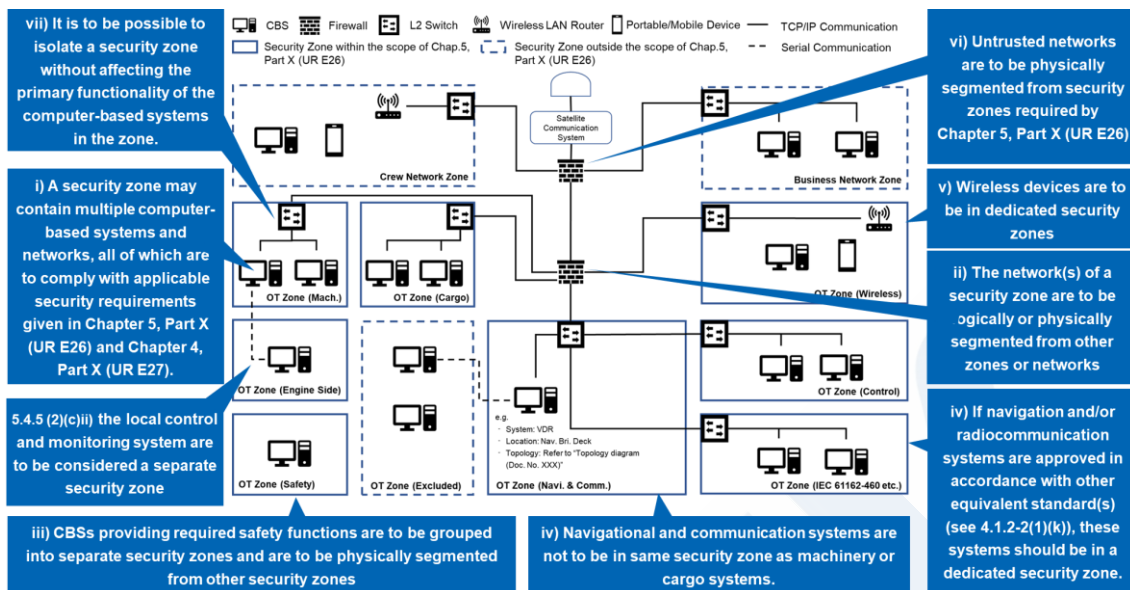 vii) It is to be possible to
isolate a security zone
without affecting the
primary functionality of the
computer-based systems
in the zone.
CBS
Firewall
L2 Switch
Wireless LAN Router
Portable/Mobile Device
TCP/IP Communication
Security Zone within the scope of Chap.5,
Part X (UR E26)
Security Zone outside the scope of Chap.5,
Part X (UR E26)
Serial Communication
vi) Untrusted networks
are to be physically
segmented from security
zones required by
Chapter 5, Part X (UR E26)
Satellite
Communication
System
Crew Network Zone
Business Network Zone
i) A security zone may
contain multiple computer-
based systems and
networks, all of which are
to comply with applicable
security requirements
given in Chapter 5, Part X
(UR E26) and Chapter 4,
Part X (UR E27).
v) Wireless devices are to
be in dedicated security
zones
OT Zone (Mach.)
OT Zone (Cargo)
OT Zone (Wireless)
ii) The network(s) of a
security zone are to be
ogically or physically
segmented from other
zones or networks
OT Zone (Engine Side)
OT Zone (Control)
5.4.5 (2)(c)ii) the local control
and monitoring system are
to be considered a separate
security zone
e.g.
· System: VDR
· Location: Nav. Bri. Deck
· Topology: Refer to "Topology diagram
(Doc. No. XXX)"
OT Zone (Safety)
OT Zone (Excluded)
OT Zone (Navi. & Comm.)
OT Zone (IEC 61162-460 etc.)
iv) If navigation and/or
radiocommunication
systems are approved in
accordance with other
equivalent standard(s)
(see 4.1.2-2(1)(k)), these
systems should be in a
dedicated security zone.
iii) CBSs providing required safety functions are to be grouped
into separate security zones and are to be physically segmented
from other security zones
iv) Navigational and communication systems are
not to be in same security zone as machinery or
cargo systems.